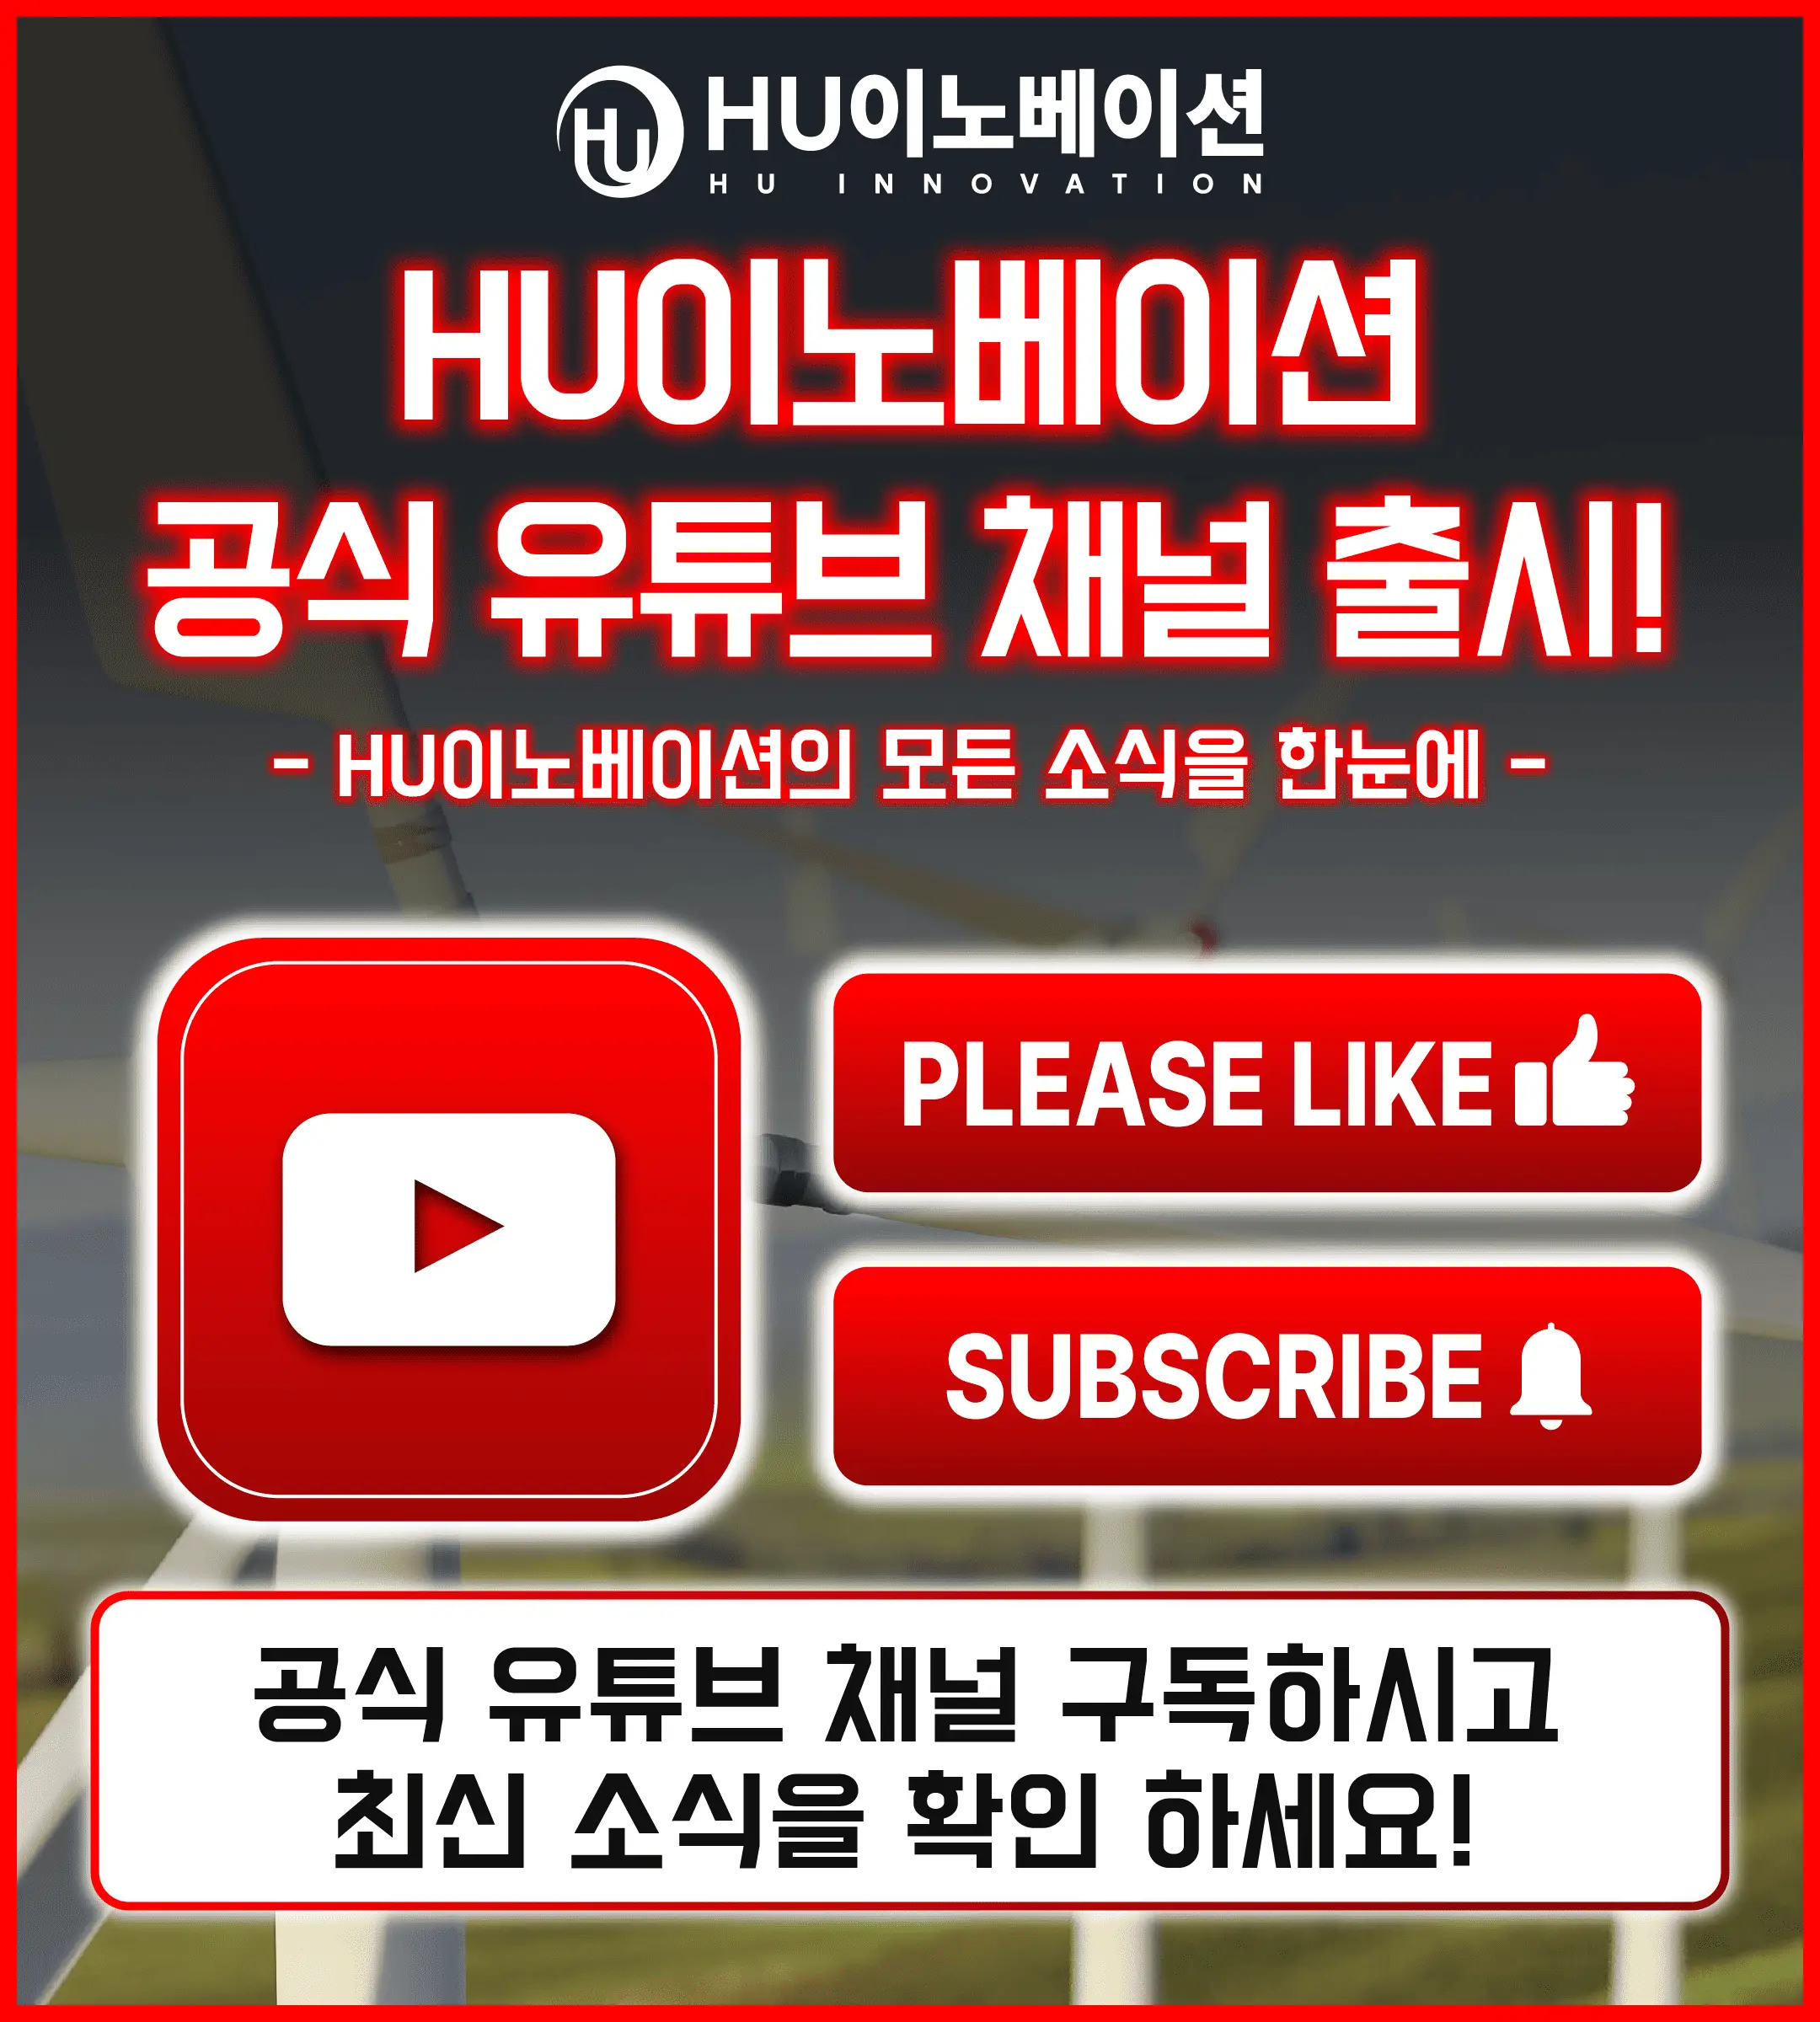 HU
HU이노베이션
HU INNOVATION
HU이노베이션
공식 유튜브 채널 출시!
- HU이노베이션의 모든 소식을 한눈에 -
PLEASE LIKE
SUBSCRIBE
공식 유튜브 채널 구독하시고
최신 소식을 확인 하세요!